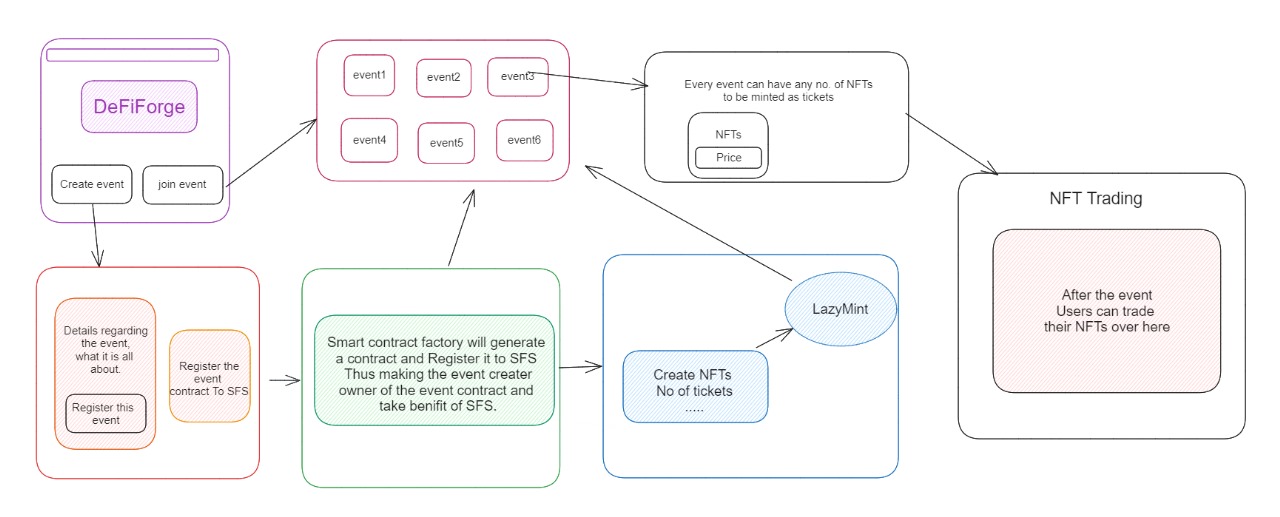 DeFiForge
Create event
join event
event1
event2
event3
event4
event5
event6
Every event can have any no. of NFTs
to be minted as tickets
NFTs
Price
NFT Trading
After the event
Users can trade
their NFTs over here
Details regarding
the event,
what it is all
about.
Register this
event
Register the
event
contract To SFS
Smart contract factory will generate
a contract and Register it to SFS
Thus making the event creater
owner of the event contract and
take benifit of SFS.
Create NFTs
No of tickets
.....
LazyMint